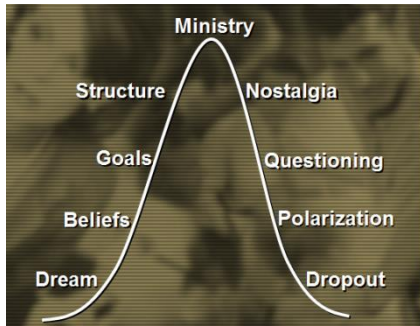 Ministry
Structure
Nostalgia
Goals
Questioning
Beliefs
Polarization
Dream
Dropout